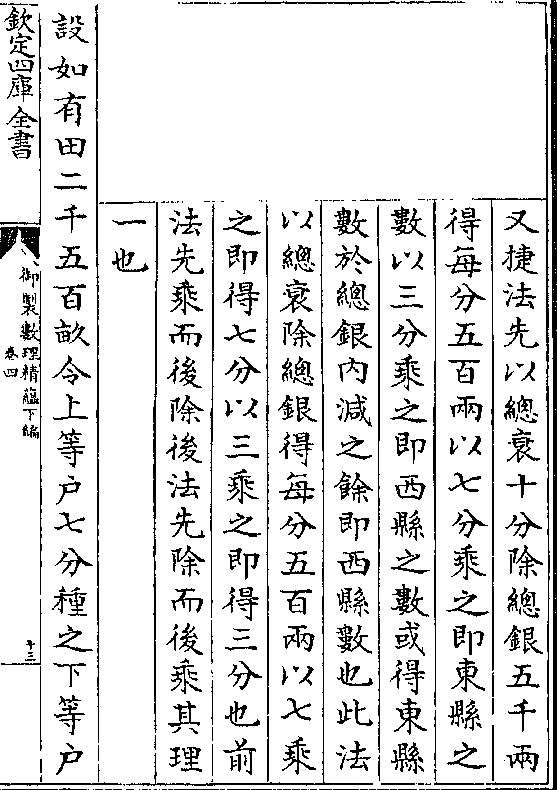 又捷法先以總衰十分除總銀五千兩
得每分五百兩以七分乘之即東縣之
數以三分乘之即西縣之數或得東縣
數於總銀内減之餘即西縣數也此法
以總衰除總銀得每分五百兩以七乘
之即得七分以三乘之即得三分也前
法先乘而後除後法先除而後乘其理
一也
設如有田二千五百畝令上等户七分種之下等户
欽定四庫全書
御製數理精藴下編
卷四
十三